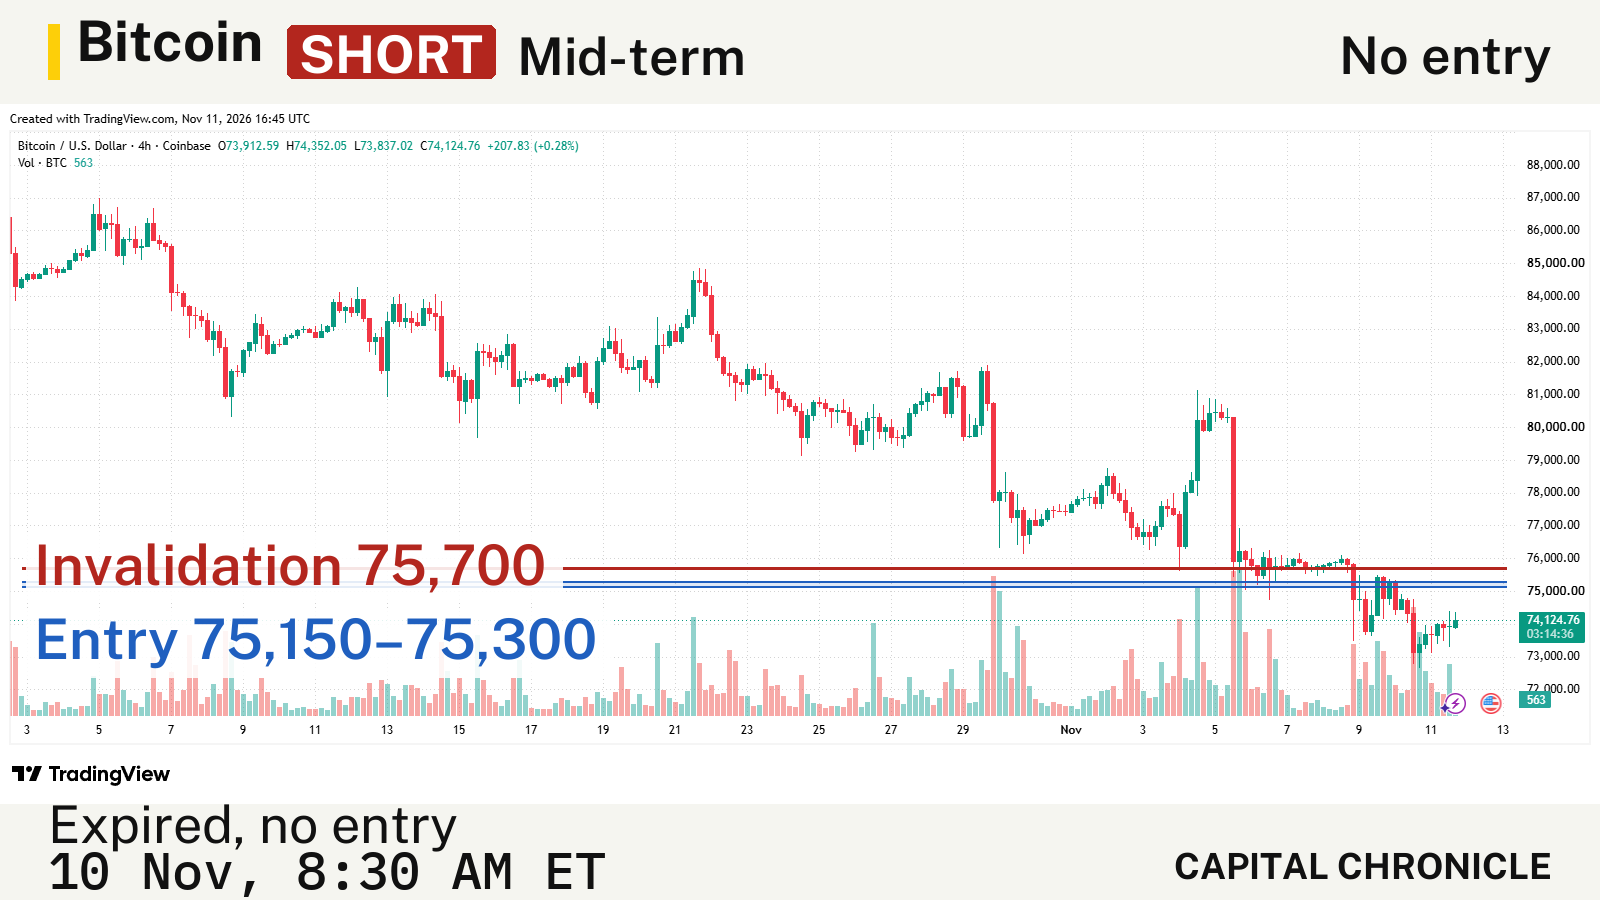 Bitcoin SHORT Mid-term
No entry
Created with TradingView.com, Nov 11, 2026 16:45 UTC
Bitcoin / U.S. Dollar · 4h · Coinbase O73,912.59 H74,352.05 L73,837.02 C74,124.76 +207.83 (+0.28%)
Vol · BTC 563
88,000.00
87,000.00
86,000.00
85,000.00
84,000.00
83,000.00
82,000.00
81,000.00
80,000.00
79,000.00
78,000.00
77,000.00
76,000.00
75,000.00
74,124.76
03:14:36
73,000.00
72,000.00
563
Invalidation 75,700
Entry 75,150–75,300
3 5 7 9 11 13 15 17 19 21 23 25 27 29 Nov 3 5 7 9 11 13
TradingView
Expired, no entry
10 Nov, 8:30 AM ET
CAPITAL CHRONICLE